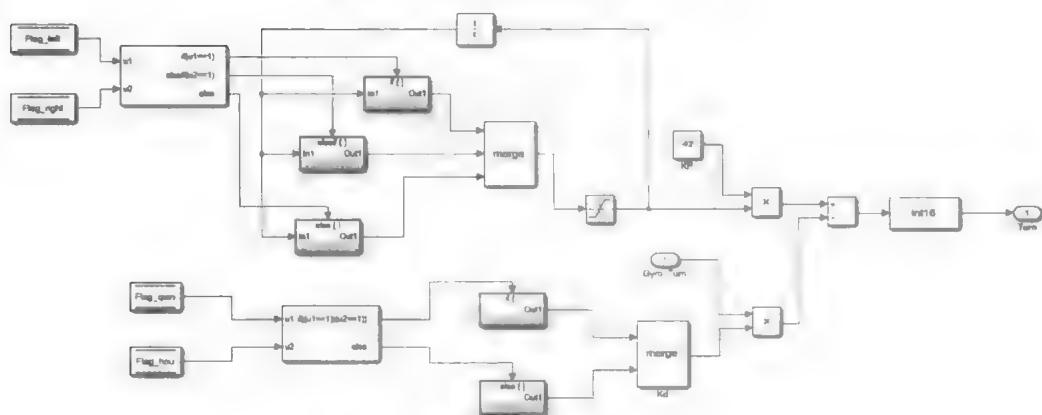 Flag_left
u1
if(u1==1)
elseif(u2==1)
u2
else
Flag_right
if { }
In1
Out1
elseif { }
In1
Out1
else { }
In1
Out1
merge
42
KP
×
+
-
int16
1
Turn
1
Flag_qian
u1
if((u1==1)|(u2==1))
u2
else
Flag_hou
Out1
else { }
Out1
merge
Kd
×